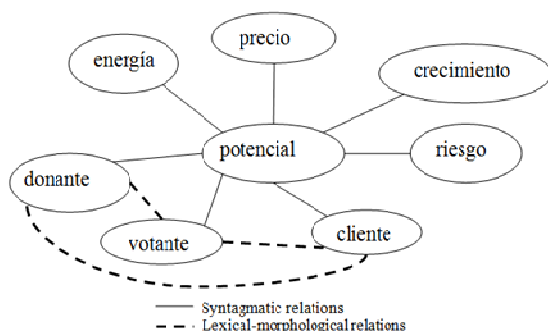 precio
energía
crecimiento
potencial
riesgo
donante
votante
cliente
Syntagmatic relations
Lexical-morphological relations